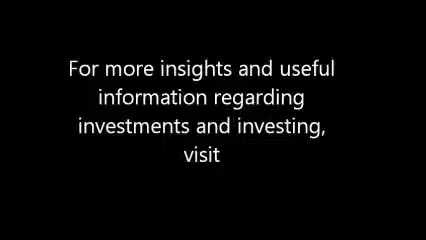 For more insights and useful
information regarding
investments and investing,
visit